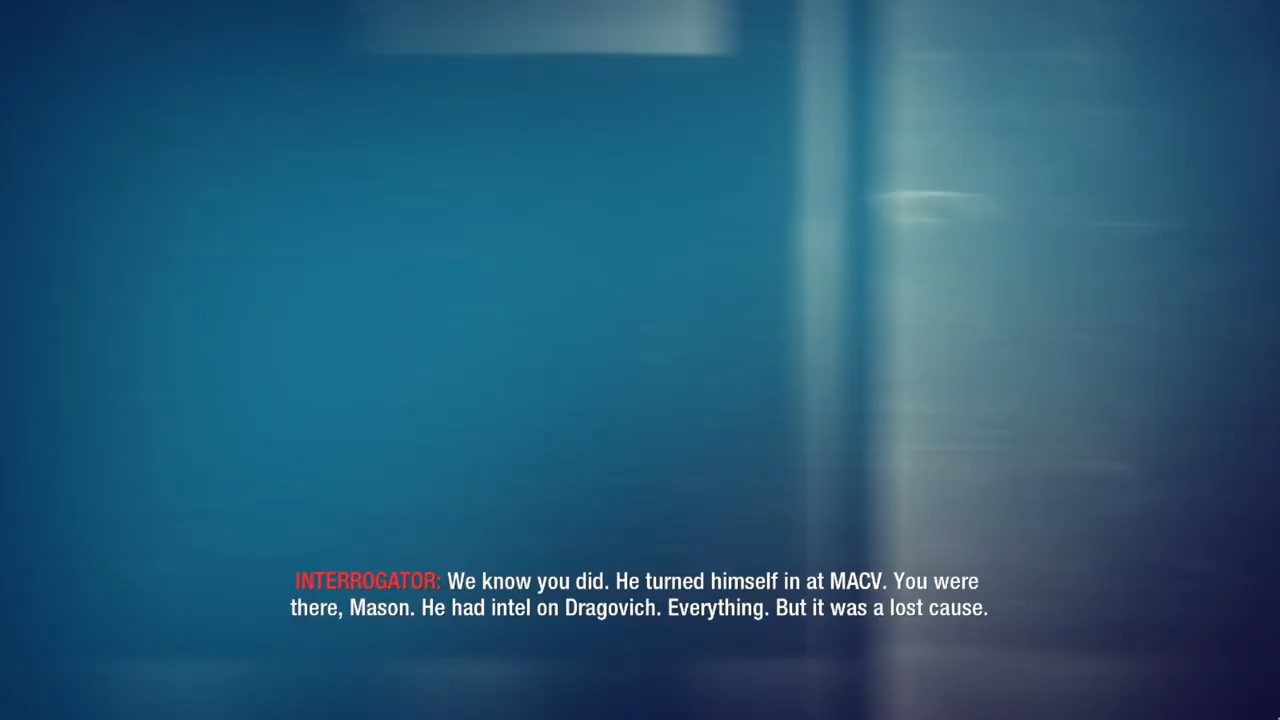 INTERROGATOR: We know you did. He turned himself in at MACV. You were
there, Mason. He had intel on Dragovich. Everything. But it was a lost cause.